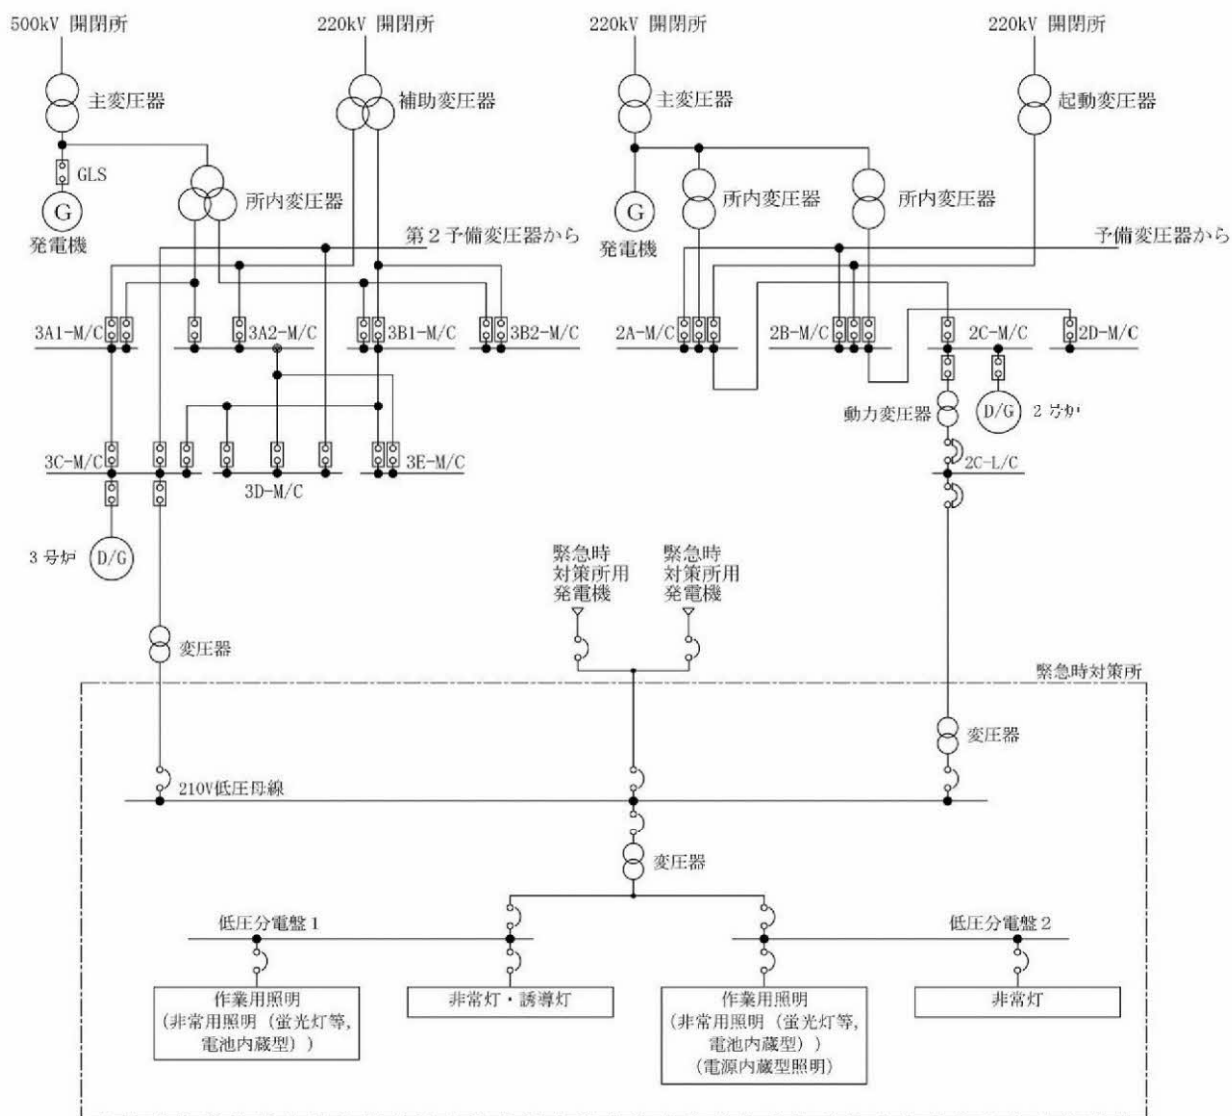 500kV 開閉所
220kV 開閉所
220kV 開閉所
220kV 開閉所
主変圧器
補助変圧器
主変圧器
起動変圧器
GLS
G
発電機
所内変圧器
G
発電機
所内変圧器
所内変圧器
第2予備変圧器から
予備変圧器から
3A1-M/C
3A2-M/C
3B1-M/C
3B2-M/C
2A-M/C
2B-M/C
2C-M/C
2D-M/C
動力変圧器
D/G
2号炉
3C-M/C
3D-M/C
3E-M/C
2C-L/C
3号炉
D/G
緊急時
対策所用
発電機
緊急時
対策所用
発電機
変圧器
緊急時対策所
変圧器
210V低圧母線
変圧器
低圧分電盤1
低圧分電盤2
作業用照明
(非常用照明(蛍光灯等,
電池内蔵型))
非常灯・誘導灯
作業用照明
(非常用照明(蛍光灯等,
電池内蔵型))
(電源内蔵型照明)
非常灯